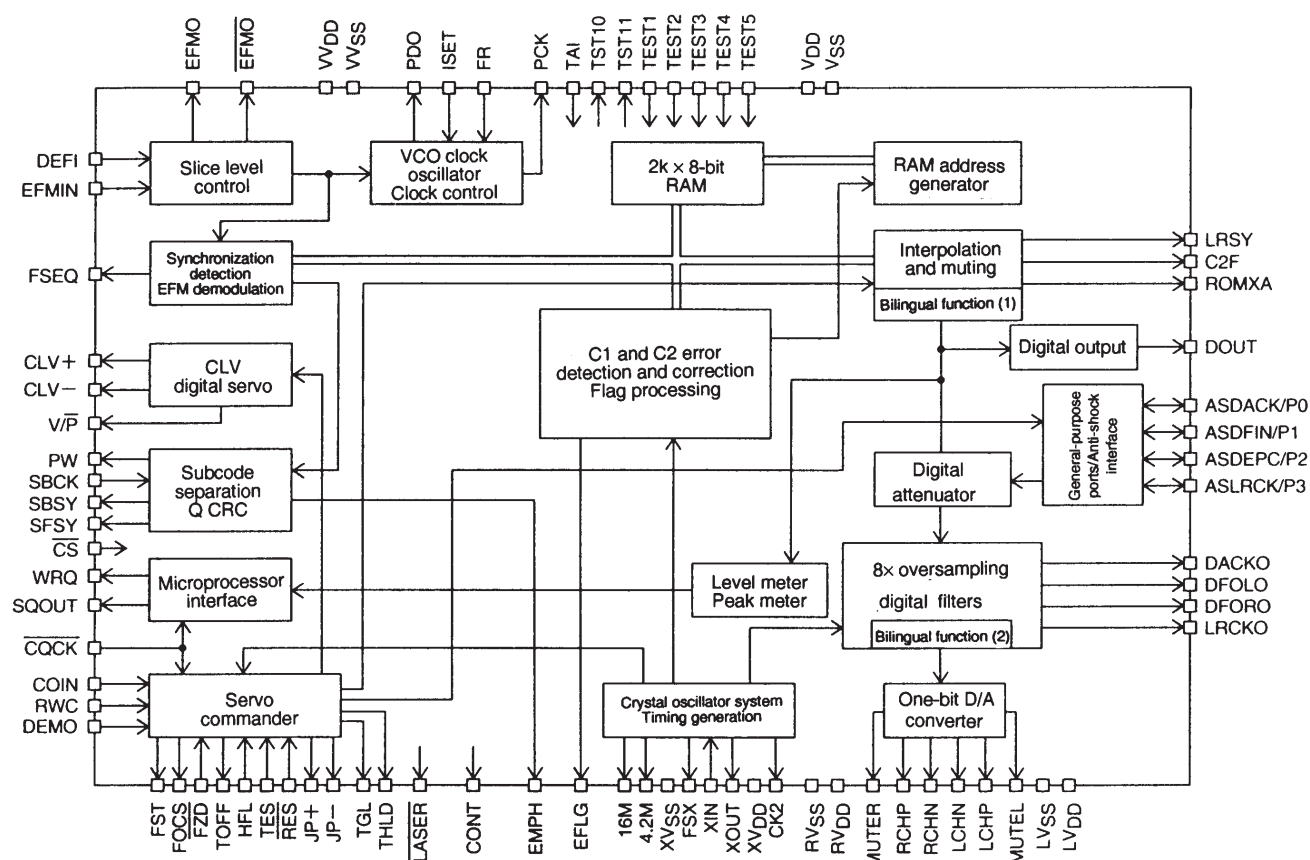 EFMO
EFMO
VVDD
VVSS
PDO
ISET
FR
PCK
TAI
TST10
TST11
TEST1
TEST2
TEST3
TEST4
TEST5
VDD
VSS
DEFI
EFMIN
FSEQ
CLV+
CLV−
V/P
PW
SBCK
SBSY
SFSY
CS
WRQ
SQOUT
CQCK
COIN
RWC
DEMO
Slice level
control
VCO clock
oscillator
Clock control
2k × 8-bit
RAM
RAM address
generator
Synchronization
detection
EFM demodulation
Interpolation
and muting
Bilingual function (1)
C1 and C2 error
detection and correction
Flag processing
Digital output
CLV
digital servo
General-purpose
ports/Anti-shock
interface
Subcode
separation
Q CRC
Digital
attenuator
Microprocessor
interface
Level meter
Peak meter
8× oversampling
digital filters
Bilingual function (2)
Servo
commander
Crystal oscillator system
Timing generation
One-bit D/A
converter
LRSY
C2F
ROMXA
DOUT
ASDACK/P0
ASDFIN/P1
ASDEPC/P2
ASLRCK/P3
DACKO
DFOLO
DFORO
LRCKO
FST
FOCS
FZD
TOFF
HFL
TES
RES
JP+
JP−
TGL
THLD
LASER
CONT
EMPH
EFLG
16M
4.2M
XVSS
FSX
XIN
XOUT
XVDD
CK2
RVSS
RVDD
MUTER
RCHP
RCHN
LCHN
LCHP
MUTEL
LVSS
LVDD